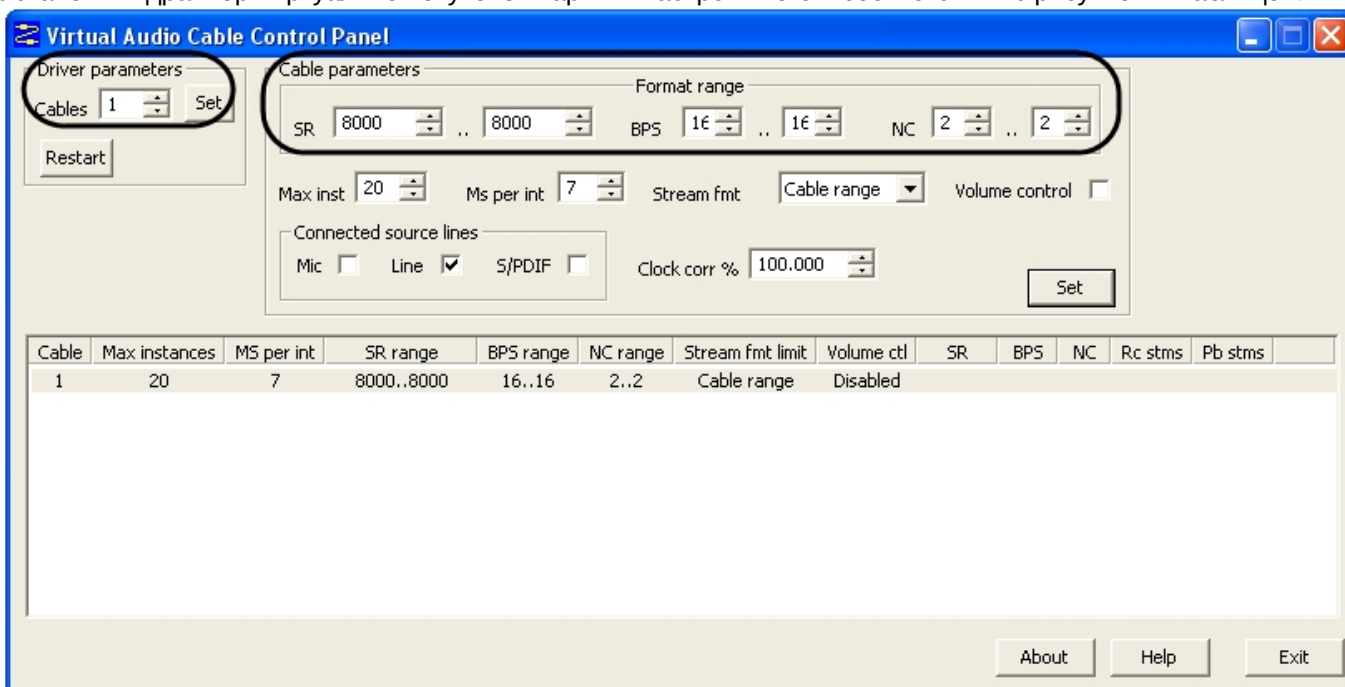 Virtual Audio Cable Control Panel
Driver parameters
Cables 1 Set
Restart
Cable parameters
Format range
SR 8000 .. 8000 BPS 16 .. 16 NC 2 .. 2
Max inst 20 Ms per int 7 Stream fmt Cable range Volume control
Connected source lines
Mic Line S/PDIF Clock corr % 100.000
Set
Cable Max instances MS per int SR range BPS range NC range Stream fmt limit Volume ctl SR BPS NC Rc stms Pb stms
1 20 7 8000..8000 16..16 2..2 Cable range Disabled
About Help Exit